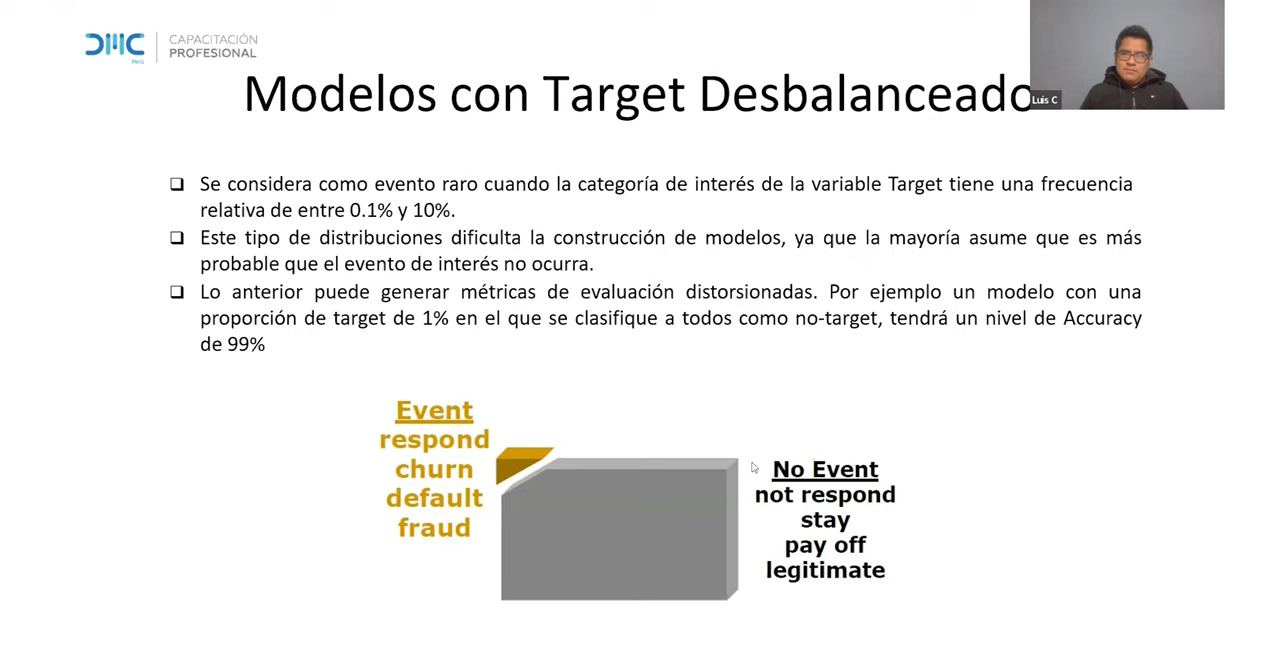 DMC
Perú
CAPACITACIÓN
PROFESIONAL
Modelos con Target Desbalanceado
Luis C
❑ Se considera como evento raro cuando la categoría de interés de la variable Target tiene una frecuencia
relativa de entre 0.1% y 10%.
❑ Este tipo de distribuciones dificulta la construcción de modelos, ya que la mayoría asume que es más
probable que el evento de interés no ocurra.
❑ Lo anterior puede generar métricas de evaluación distorsionadas. Por ejemplo un modelo con una
proporción de target de 1% en el que se clasifique a todos como no-target, tendrá un nivel de Accuracy
de 99%
Event
respond
churn
default
fraud
No Event
not respond
stay
pay off
legitimate